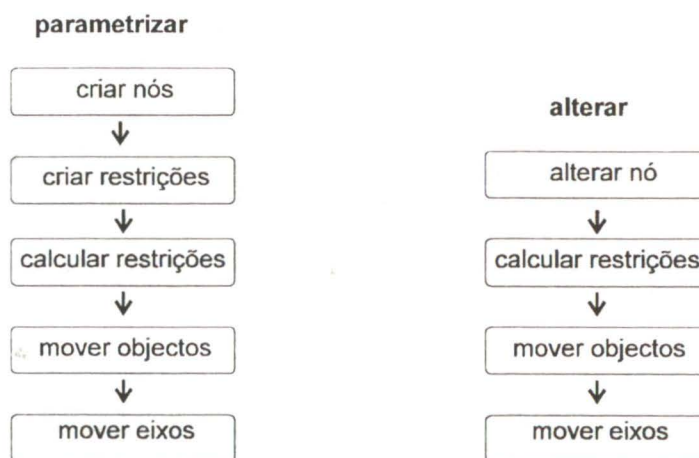 parametrizar
criar nós
criar restrições
calcular restrições
mover objectos
mover eixos
alterar
alterar nó
calcular restrições
mover objectos
mover eixos